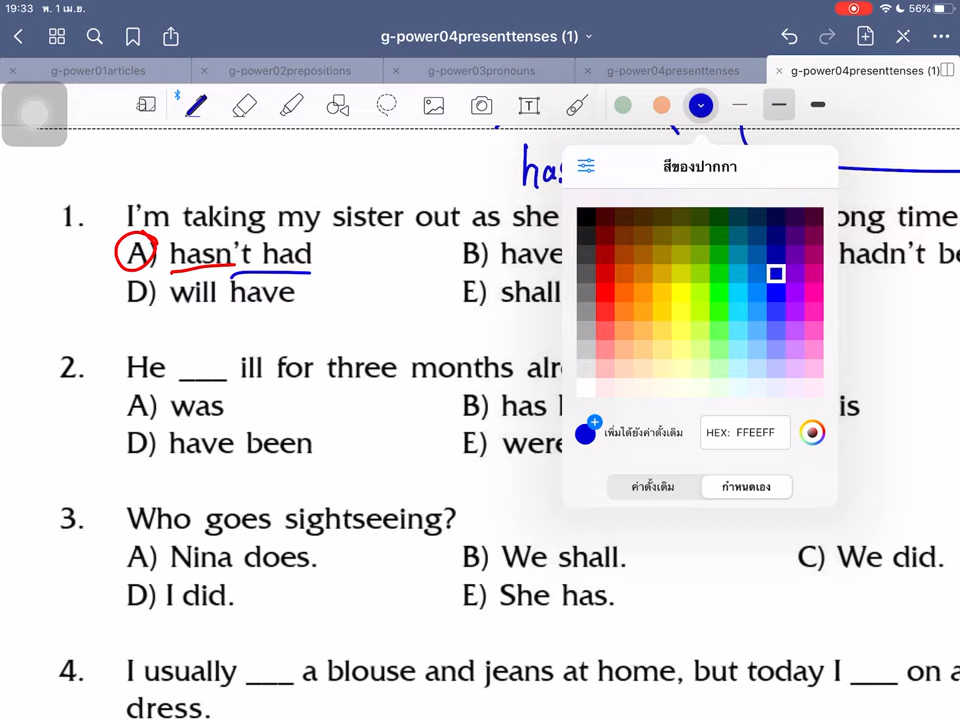 19:33 พ. 1 เม.ย. 56%
g-power04presenttenses (1)
g-power01articles g-power02prepositions g-power03pronouns g-power04presenttenses g-power04presenttenses (1)
สีของปากกา
1. I'm taking my sister out as she ong time
A) hasn't had B) have hadn't be
D) will have E) shall
2. He ___ ill for three months alr
A) was B) has is
D) have been E) were
เพิ่มได้ยังค่าดั้งเดิม HEX: FFEEFF
ค่าดั้งเดิม กำหนดเอง
3. Who goes sightseeing?
A) Nina does. B) We shall. C) We did.
D) I did. E) She has.
4. I usually ___ a blouse and jeans at home, but today I ___ on a
dress.